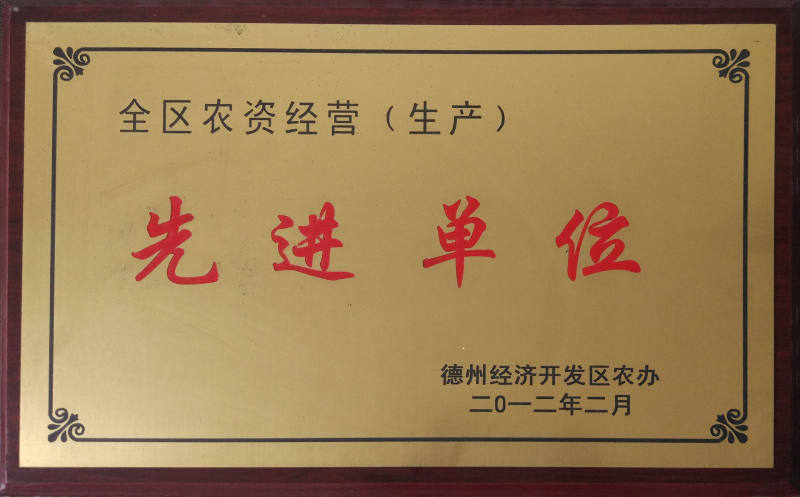 全区农资经营（生产）
先进单位
德州经济开发区农办
二0一二年二月